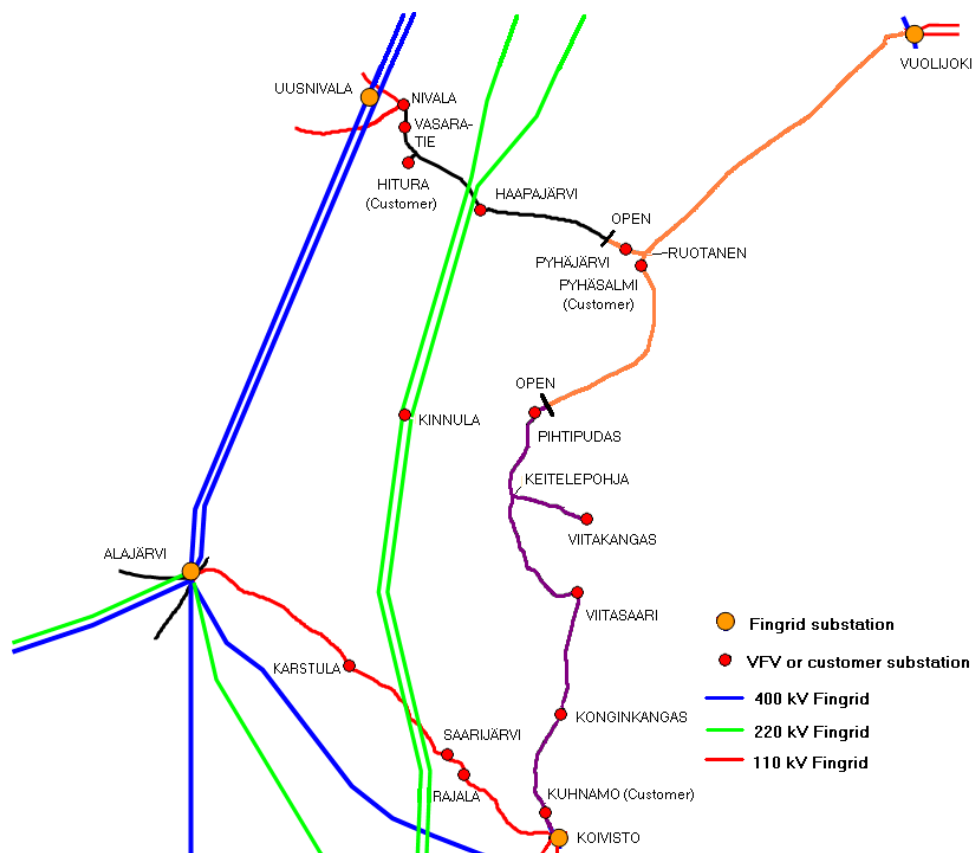 VUOLIJOKI
UUSNIVALA
NIVALA
VASARA-
TIE
HITURA
(Customer)
HAAPAJÄRVI
OPEN
PYHÄJÄRVI
RUOTANEN
PYHÄSALMI
(Customer)
OPEN
KINNULA
PIHTIPUDAS
KEITELEPOHJA
VIITAKANGAS
ALAJÄRVI
VIITASAARI
Fingrid substation
VFV or customer substation
KARSTULA
400 kV Fingrid
KONGINKANGAS
220 kV Fingrid
SAARIJÄRVI
110 kV Fingrid
RAJALA
KUHNAMO (Customer)
KOIVISTO